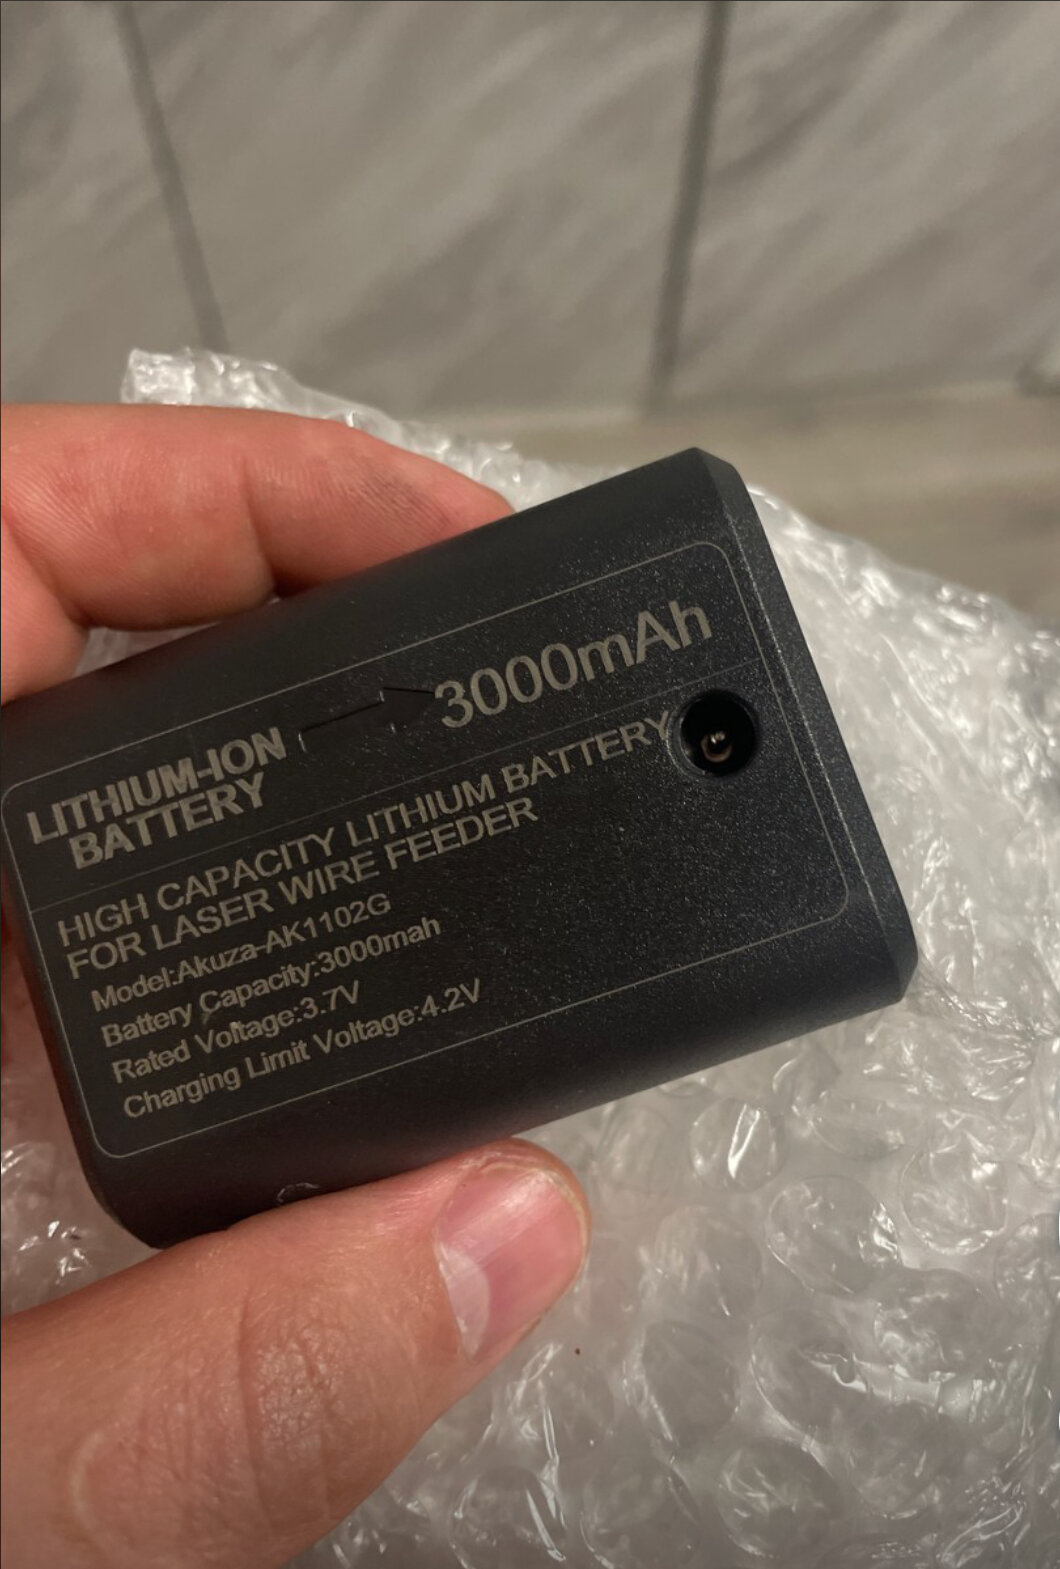 LITHIUM-ION
BATTERY
3000mAh
HIGH CAPACITY LITHIUM BATTERY
FOR LASER WIRE FEEDER
Model:Akuza-AK1102G
Battery Capacity:3000mah
Rated Voltage:3.7V
Charging Limit Voltage:4.2V